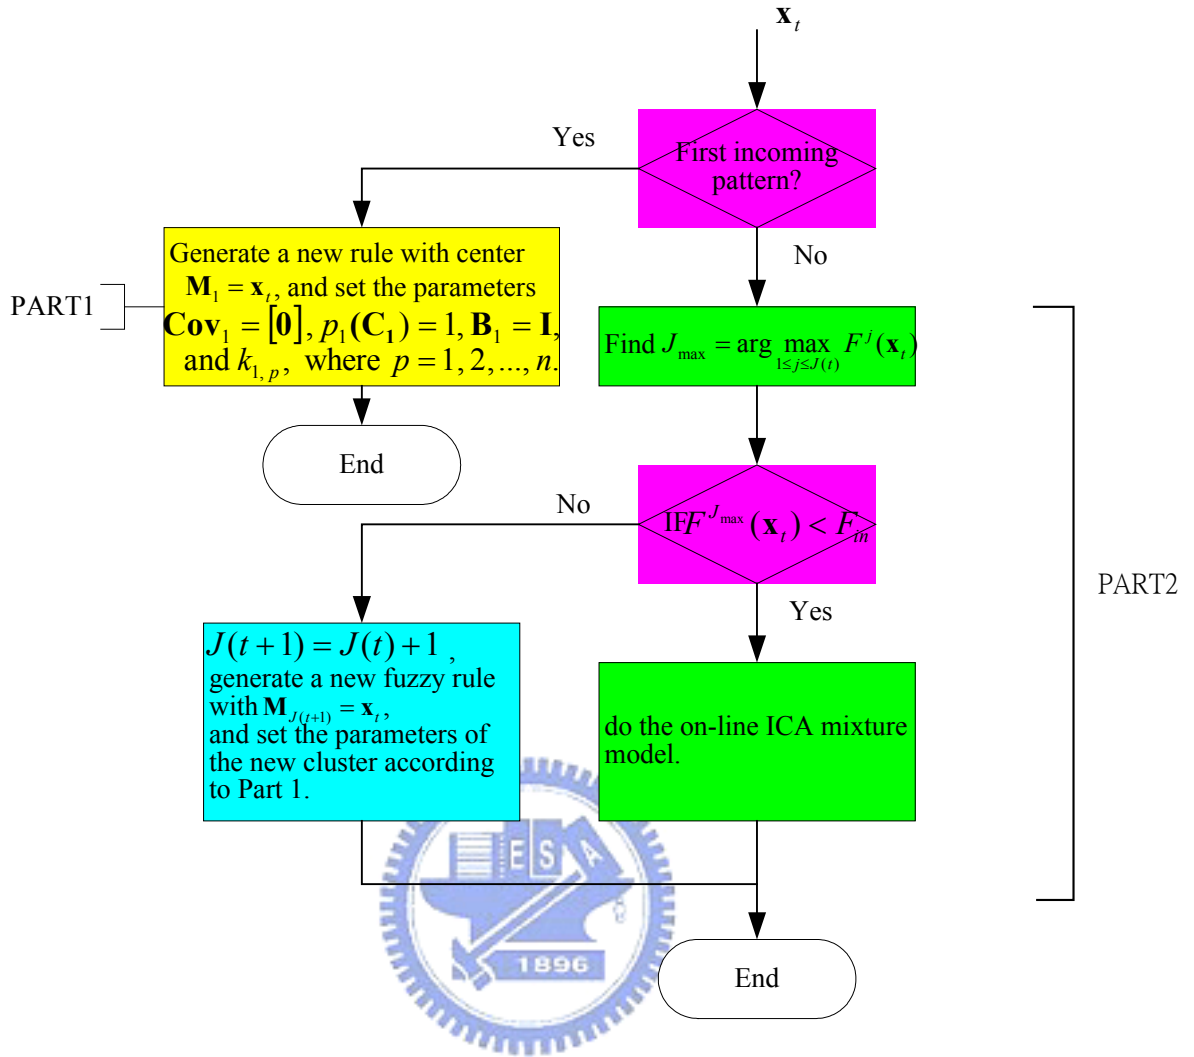 x_t
First incoming
pattern?
Yes
No
PART1
Generate a new rule with center
M_1 = x_t, and set the parameters
Cov_1 = [0], p_1(C_1) = 1, B_1 = I,
and k_{1,p}, where p = 1, 2, ..., n.
End
Find J_max = arg max_{1≤j≤J(t)} F^j(x_t)
IF F^{J_max}(x_t) < F_in
No
Yes
PART2
J(t+1) = J(t)+1 ,
generate a new fuzzy rule
with M_{J(t+1)} = x_t,
and set the parameters of
the new cluster according
to Part 1.
do the on-line ICA mixture
model.
E S A
1896
End